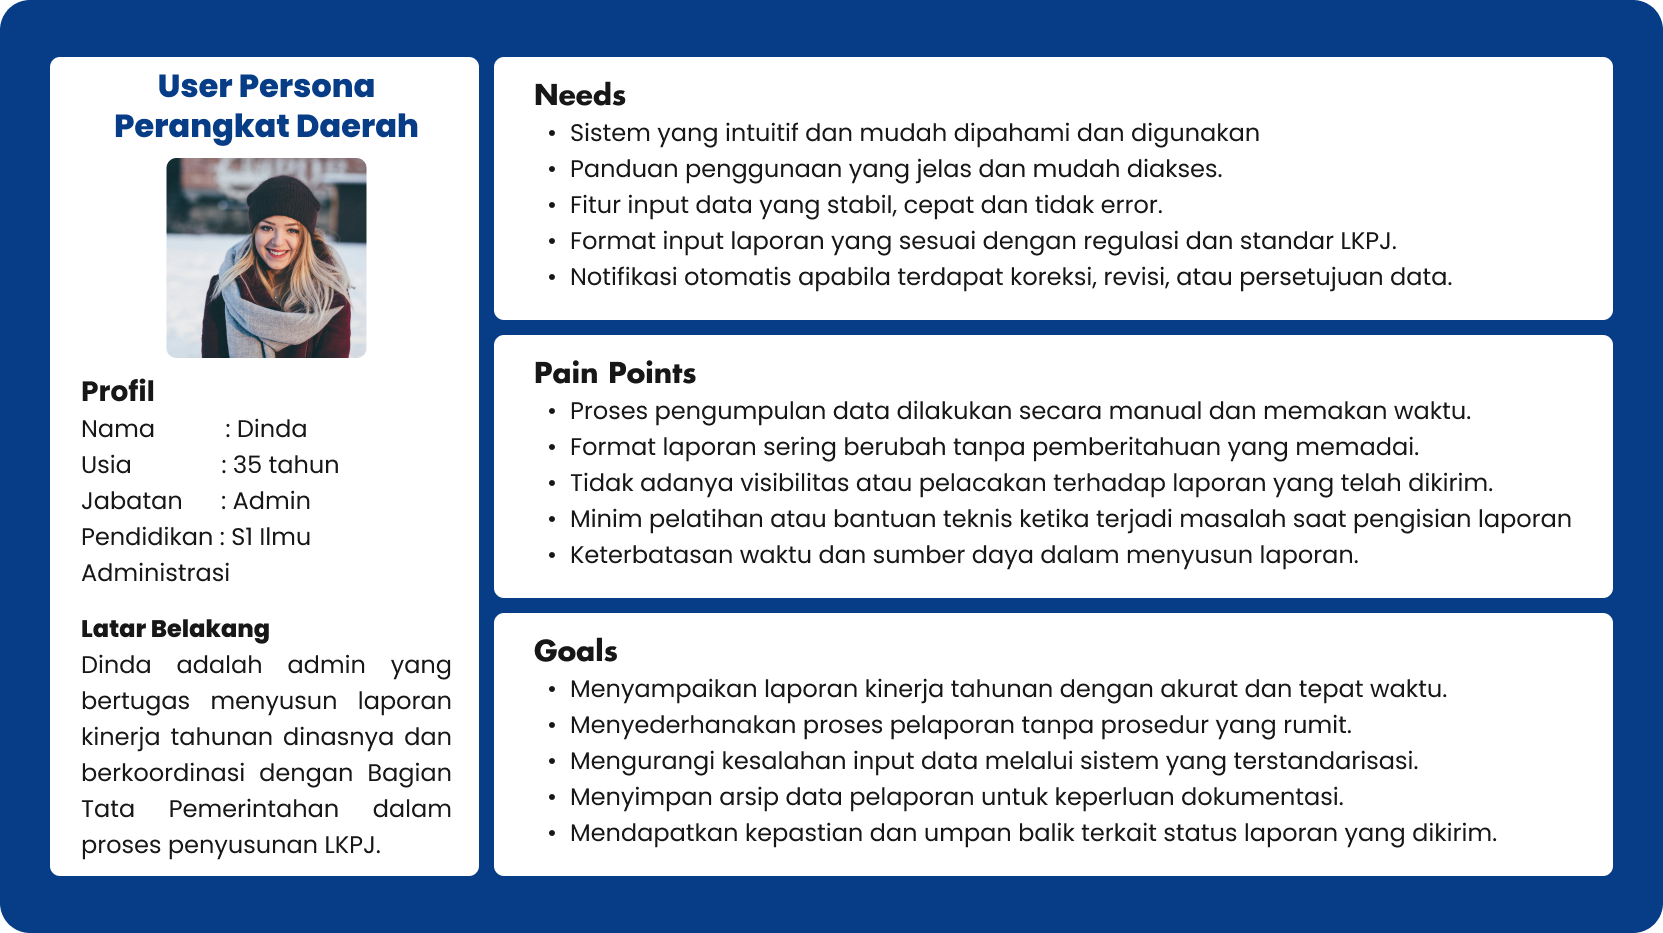 User Persona
Perangkat Daerah
Profil
Nama : Dinda
Usia : 35 tahun
Jabatan : Admin
Pendidikan : S1 Ilmu
Administrasi
Latar Belakang
Dinda adalah admin yang
bertugas menyusun laporan
kinerja tahunan dinasnya dan
berkoordinasi dengan Bagian
Tata Pemerintahan dalam
proses penyusunan LKPJ.
Needs
• Sistem yang intuitif dan mudah dipahami dan digunakan
• Panduan penggunaan yang jelas dan mudah diakses.
• Fitur input data yang stabil, cepat dan tidak error.
• Format input laporan yang sesuai dengan regulasi dan standar LKPJ.
• Notifikasi otomatis apabila terdapat koreksi, revisi, atau persetujuan data.
Pain Points
• Proses pengumpulan data dilakukan secara manual dan memakan waktu.
• Format laporan sering berubah tanpa pemberitahuan yang memadai.
• Tidak adanya visibilitas atau pelacakan terhadap laporan yang telah dikirim.
• Minim pelatihan atau bantuan teknis ketika terjadi masalah saat pengisian laporan
• Keterbatasan waktu dan sumber daya dalam menyusun laporan.
Goals
• Menyampaikan laporan kinerja tahunan dengan akurat dan tepat waktu.
• Menyederhanakan proses pelaporan tanpa prosedur yang rumit.
• Mengurangi kesalahan input data melalui sistem yang terstandarisasi.
• Menyimpan arsip data pelaporan untuk keperluan dokumentasi.
• Mendapatkan kepastian dan umpan balik terkait status laporan yang dikirim.